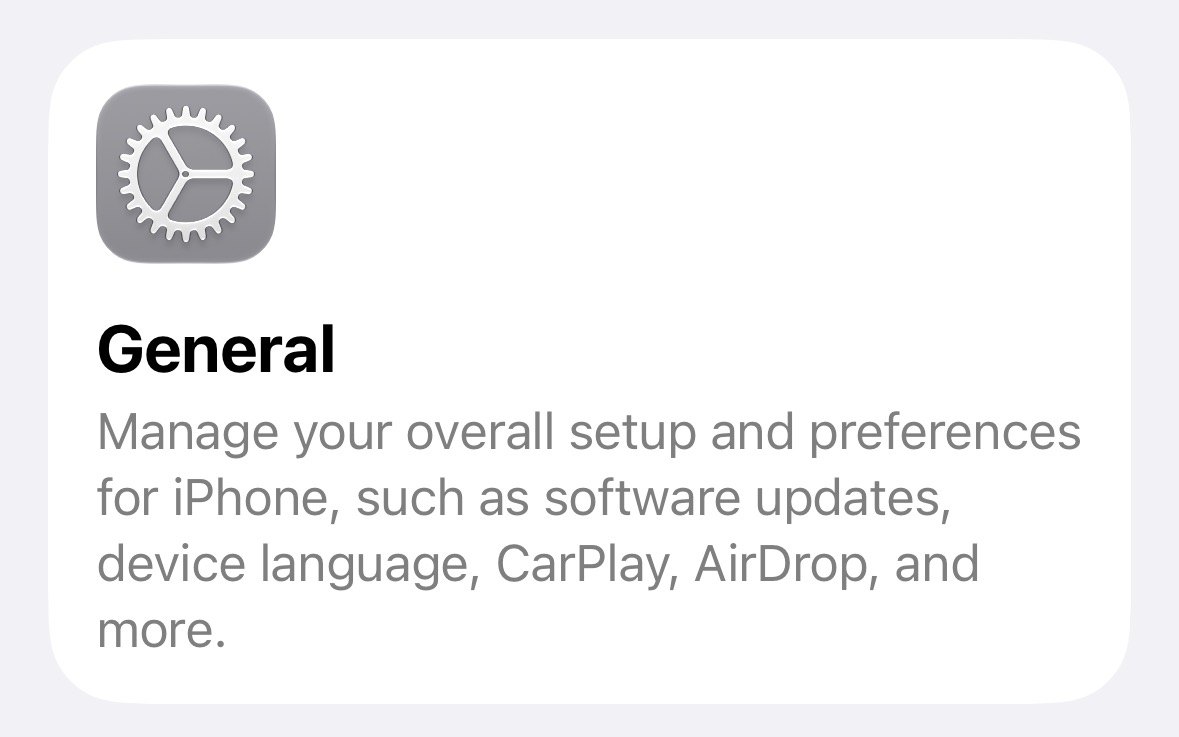 General
Manage your overall setup and preferences
for iPhone, such as software updates,
device language, CarPlay, AirDrop, and
more.